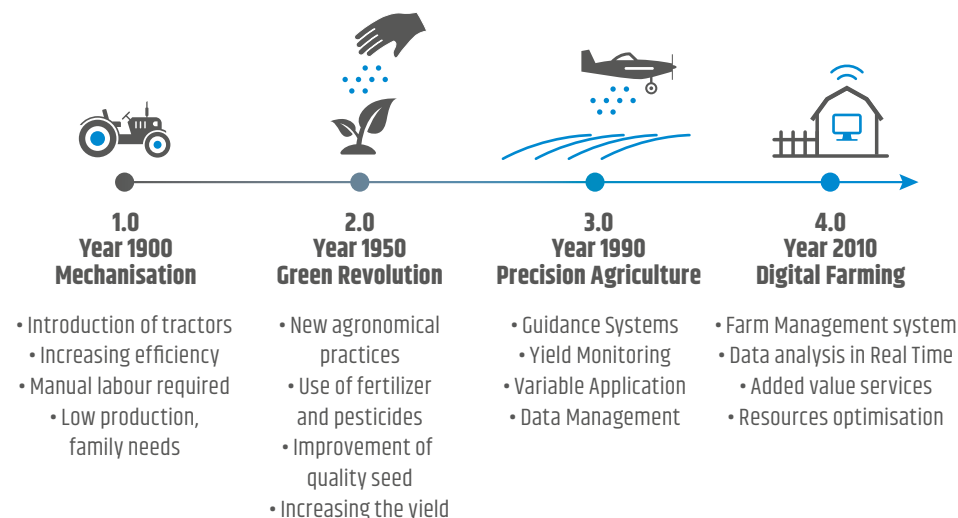 1.0
Year 1900
Mechanisation
• Introduction of tractors
• Increasing efficiency
• Manual labour required
• Low production,
family needs
2.0
Year 1950
Green Revolution
• New agronomical
practices
• Use of fertilizer
and pesticides
• Improvement of
quality seed
• Increasing the yield
3.0
Year 1990
Precision Agriculture
• Guidance Systems
• Yield Monitoring
• Variable Application
• Data Management
4.0
Year 2010
Digital Farming
• Farm Management system
• Data analysis in Real Time
• Added value services
• Resources optimisation